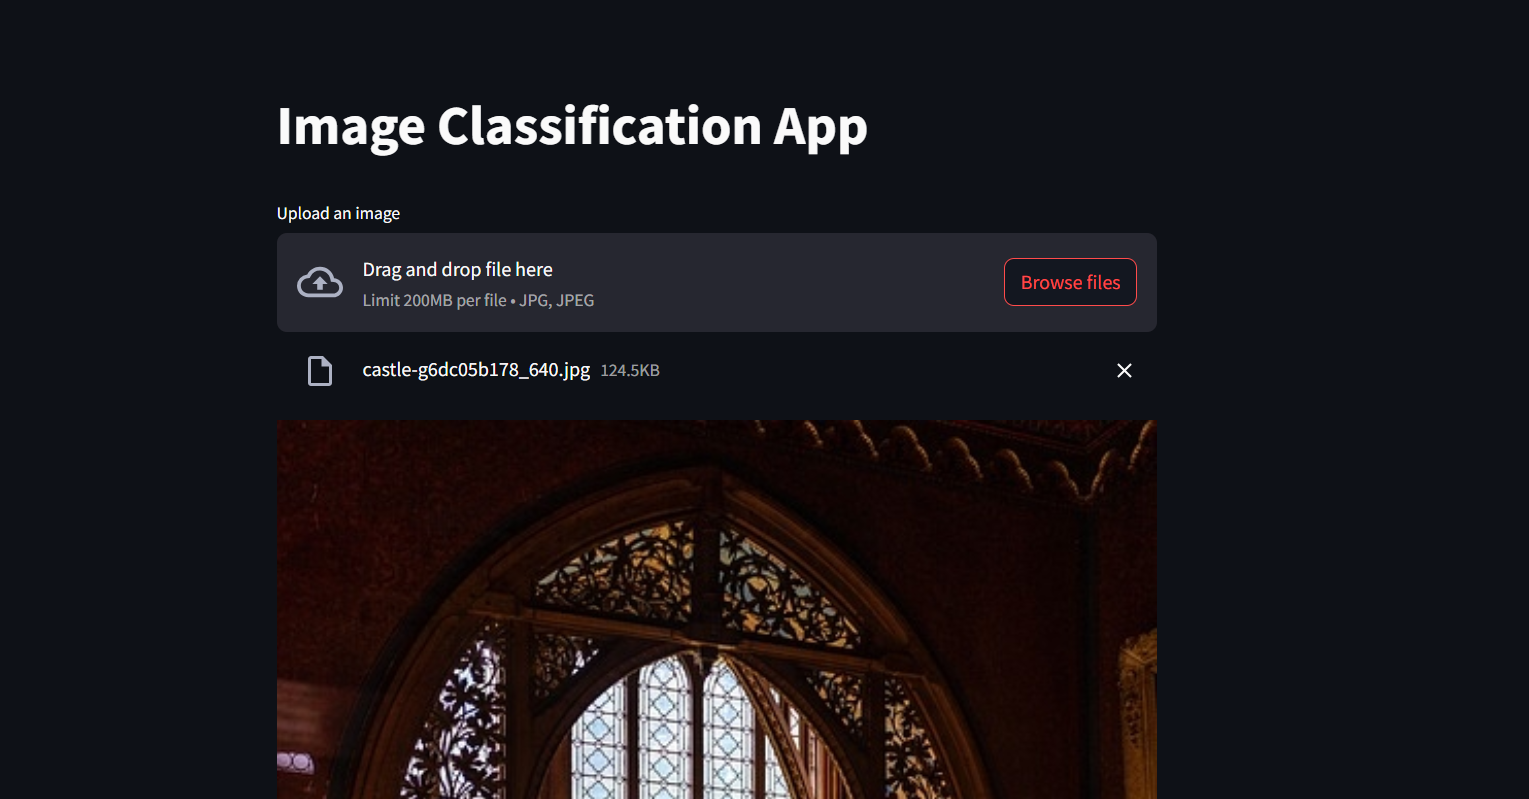 Image Classification App
Upload an image
Drag and drop file here
Limit 200MB per file • JPG, JPEG
Browse files
castle-g6dc05b178_640.jpg 124.5KB